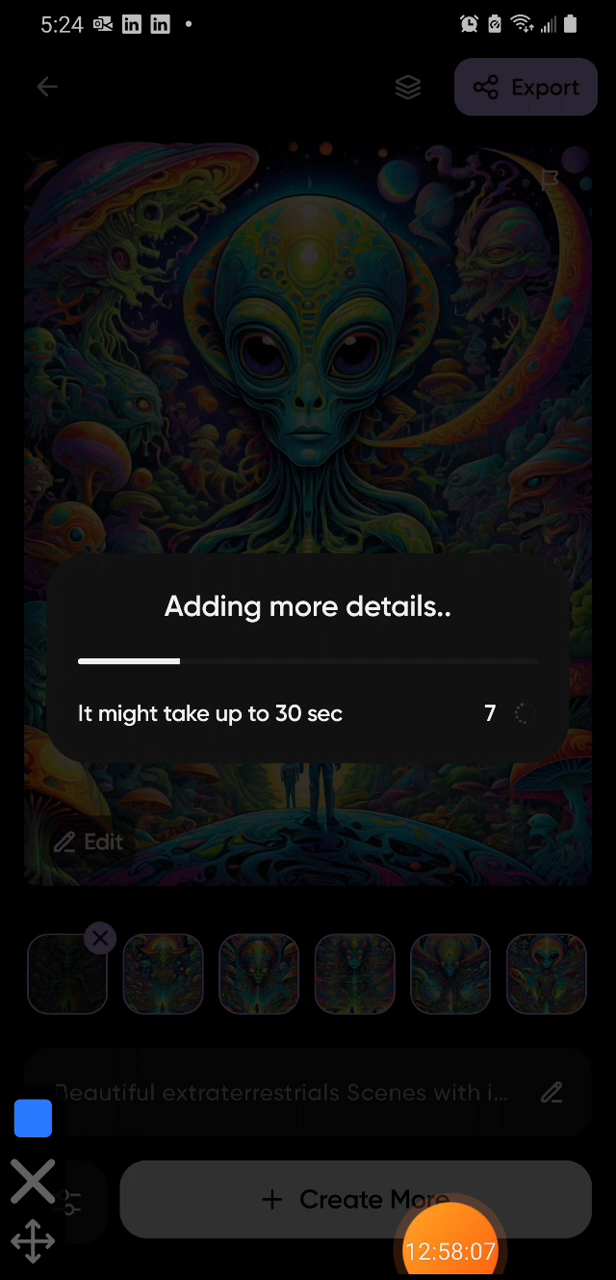 5:24
Export
Adding more details..
It might take up to 30 sec
7
Edit
Beautiful extraterrestrials Scenes with i...
+ Create More
12:58:07